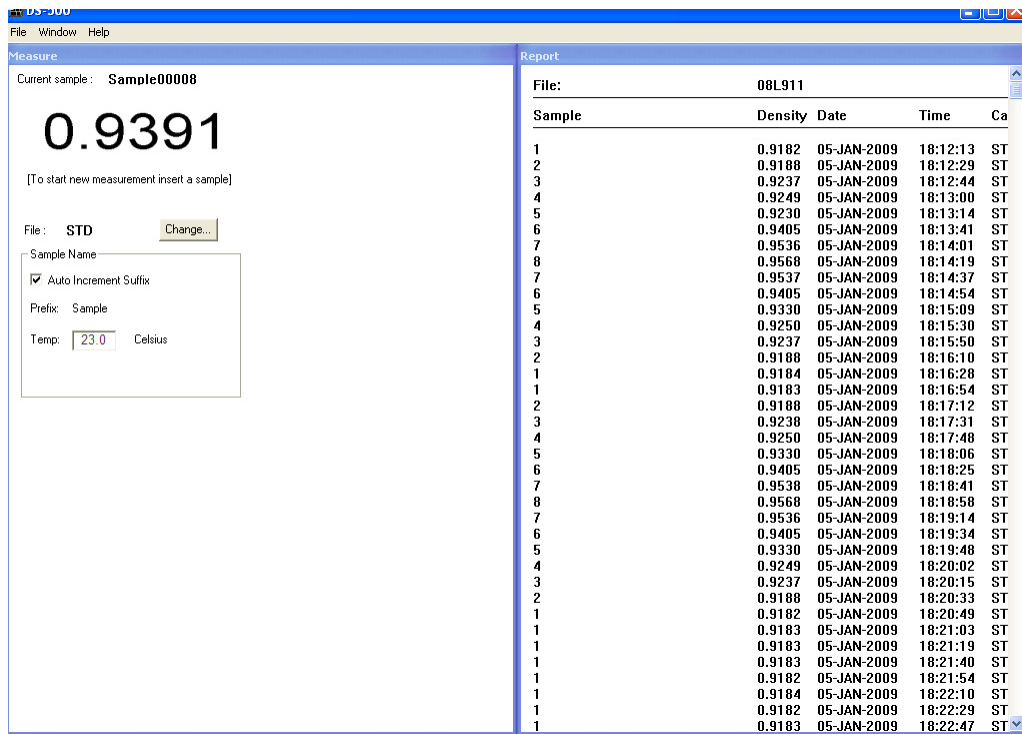 DS-500
File Window Help
Measure
Current sample : Sample00008
0.9391
[To start new measurement insert a sample]
File : STD Change...
Sample Name
Auto Increment Suffix
Prefix: Sample
Temp: 23.0 Celsius
Report
File: 08L911
Sample Density Date Time Ca
1 0.9182 05-JAN-2009 18:12:13 ST
2 0.9188 05-JAN-2009 18:12:29 ST
3 0.9237 05-JAN-2009 18:12:44 ST
4 0.9249 05-JAN-2009 18:13:00 ST
5 0.9230 05-JAN-2009 18:13:14 ST
6 0.9405 05-JAN-2009 18:13:41 ST
7 0.9536 05-JAN-2009 18:14:01 ST
8 0.9568 05-JAN-2009 18:14:19 ST
7 0.9537 05-JAN-2009 18:14:37 ST
6 0.9405 05-JAN-2009 18:14:54 ST
5 0.9330 05-JAN-2009 18:15:09 ST
4 0.9250 05-JAN-2009 18:15:30 ST
3 0.9237 05-JAN-2009 18:15:50 ST
2 0.9188 05-JAN-2009 18:16:10 ST
1 0.9184 05-JAN-2009 18:16:28 ST
1 0.9183 05-JAN-2009 18:16:54 ST
2 0.9188 05-JAN-2009 18:17:12 ST
3 0.9238 05-JAN-2009 18:17:31 ST
4 0.9250 05-JAN-2009 18:17:48 ST
5 0.9330 05-JAN-2009 18:18:06 ST
6 0.9405 05-JAN-2009 18:18:25 ST
7 0.9538 05-JAN-2009 18:18:41 ST
8 0.9568 05-JAN-2009 18:18:58 ST
7 0.9536 05-JAN-2009 18:19:14 ST
6 0.9405 05-JAN-2009 18:19:34 ST
5 0.9330 05-JAN-2009 18:19:48 ST
4 0.9249 05-JAN-2009 18:20:02 ST
3 0.9237 05-JAN-2009 18:20:15 ST
2 0.9188 05-JAN-2009 18:20:33 ST
1 0.9182 05-JAN-2009 18:20:49 ST
1 0.9183 05-JAN-2009 18:21:03 ST
1 0.9183 05-JAN-2009 18:21:19 ST
1 0.9183 05-JAN-2009 18:21:40 ST
1 0.9182 05-JAN-2009 18:21:54 ST
1 0.9184 05-JAN-2009 18:22:10 ST
1 0.9182 05-JAN-2009 18:22:29 ST
1 0.9183 05-JAN-2009 18:22:47 ST